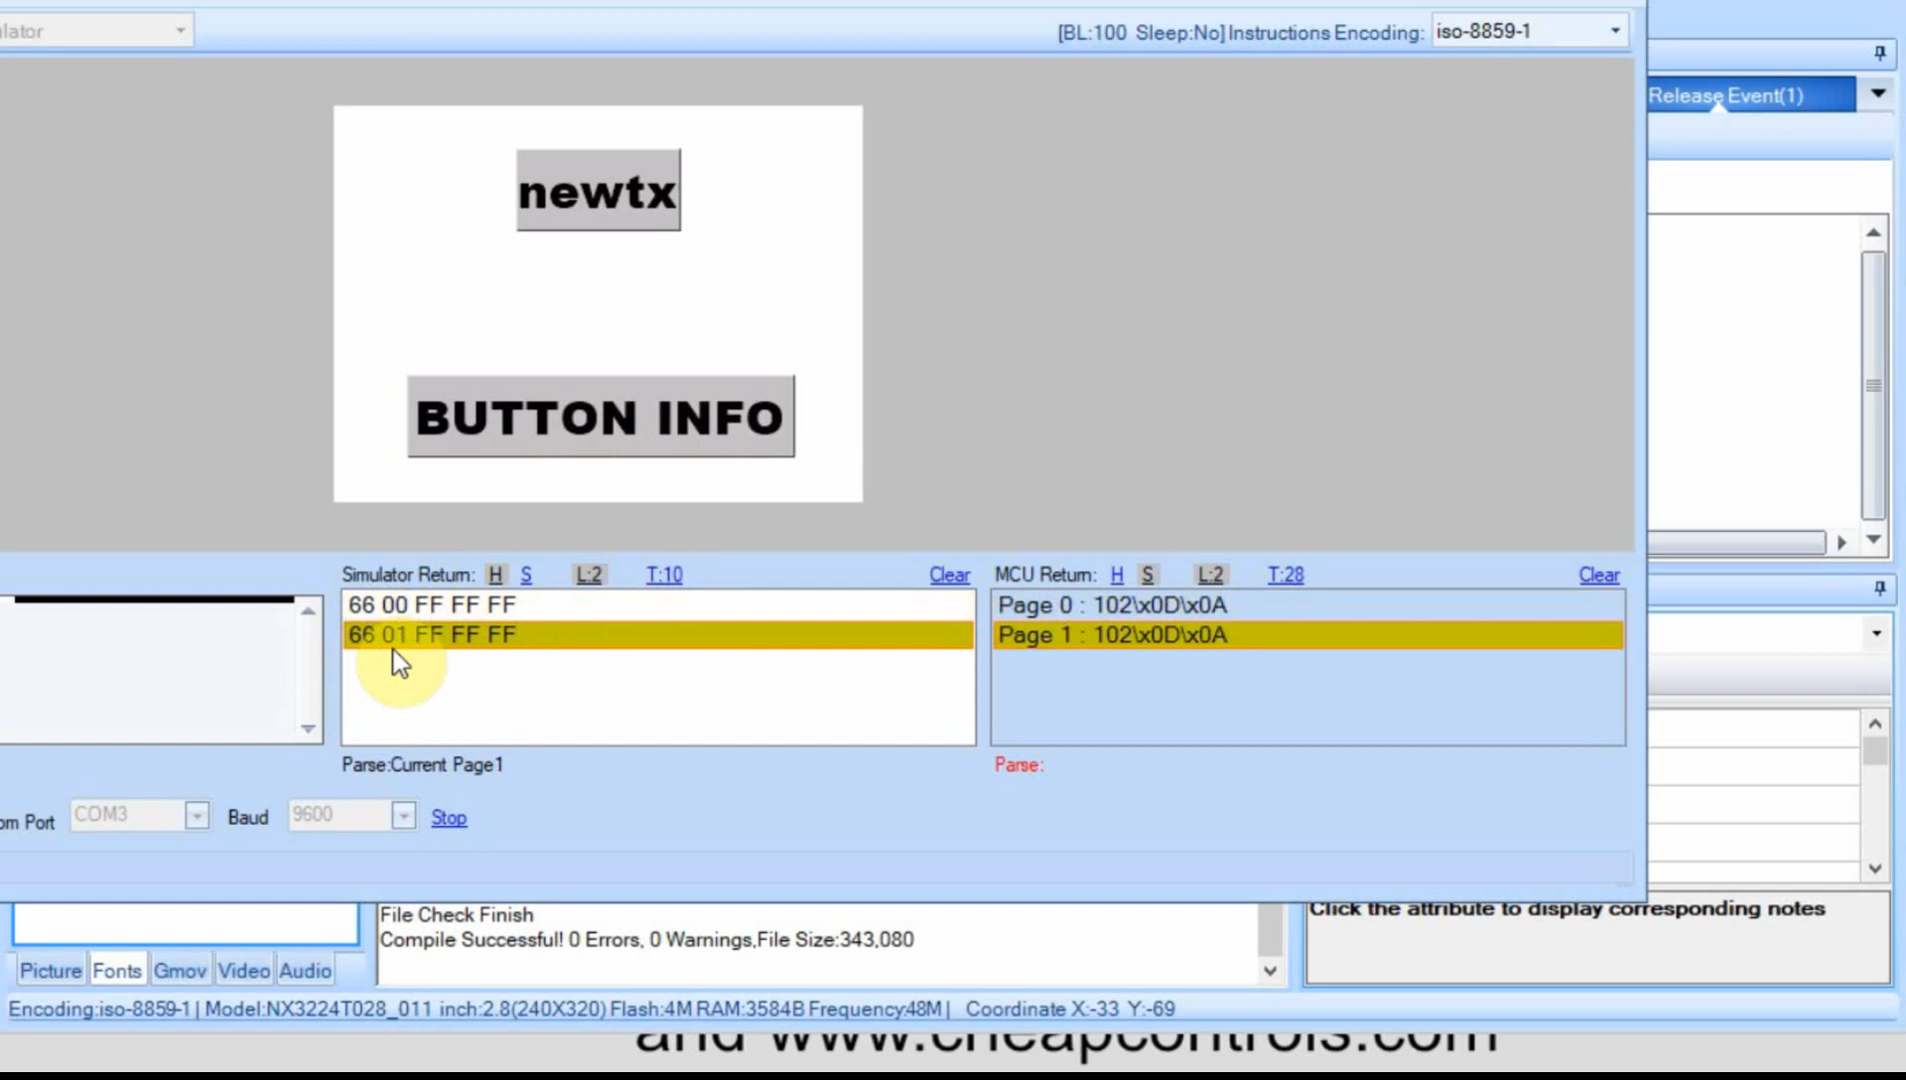 ulator
[BL:100 Sleep:No] Instructions Encoding: iso-8859-1
Release Event(1)
newtx
BUTTON INFO
Simulator Return: H S L:2 T:10 Clear
MCU Return: H S L:2 T:28 Clear
66 00 FF FF FF
66 01 FF FF FF
Page 0 : 102\x0D\x0A
Page 1 : 102\x0D\x0A
Parse:Current Page1
Parse:
om Port COM3 Baud 9600 Stop
File Check Finish
Compile Successful! 0 Errors, 0 Warnings,File Size:343,080
Click the attribute to display corresponding notes
Picture Fonts Gmov Video Audio
Encoding:iso-8859-1 | Model:NX3224T028_011 inch:2.8(240X320) Flash:4M RAM:3584B Frequency:48M | Coordinate X:-33 Y:-69
and www.cheapcontrols.com